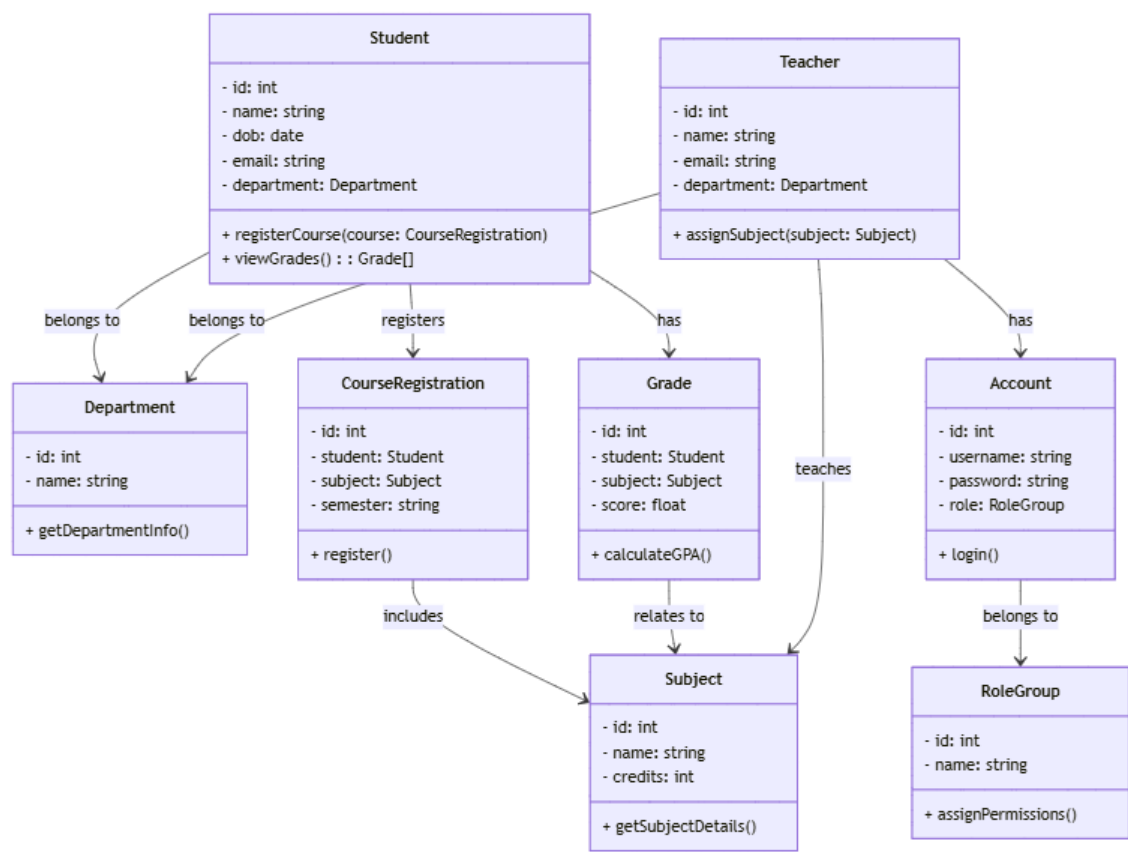 Student
- id: int
- name: string
- dob: date
- email: string
- department: Department
+ registerCourse(course: CourseRegistration)
+ viewGrades() : : Grade[]
Teacher
- id: int
- name: string
- email: string
- department: Department
+ assignSubject(subject: Subject)
belongs to
belongs to
registers
has
has
Department
- id: int
- name: string
+ getDepartmentInfo()
CourseRegistration
- id: int
- student: Student
- subject: Subject
- semester: string
+ register()
Grade
- id: int
- student: Student
- subject: Subject
- score: float
+ calculateGPA()
teaches
Account
- id: int
- username: string
- password: string
- role: RoleGroup
+ login()
includes
relates to
belongs to
Subject
- id: int
- name: string
- credits: int
+ getSubjectDetails()
RoleGroup
- id: int
- name: string
+ assignPermissions()